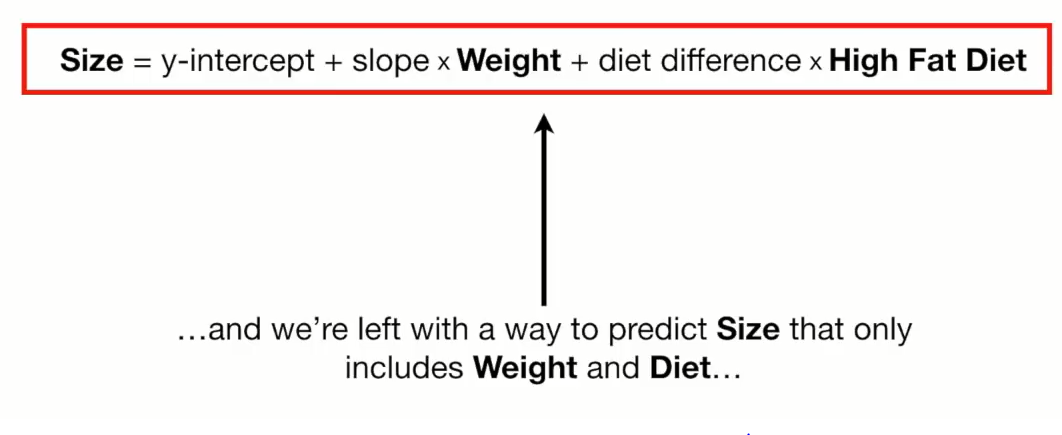 Size = y-intercept + slope x Weight + diet difference x High Fat Diet
…and we’re left with a way to predict Size that only
includes Weight and Diet…